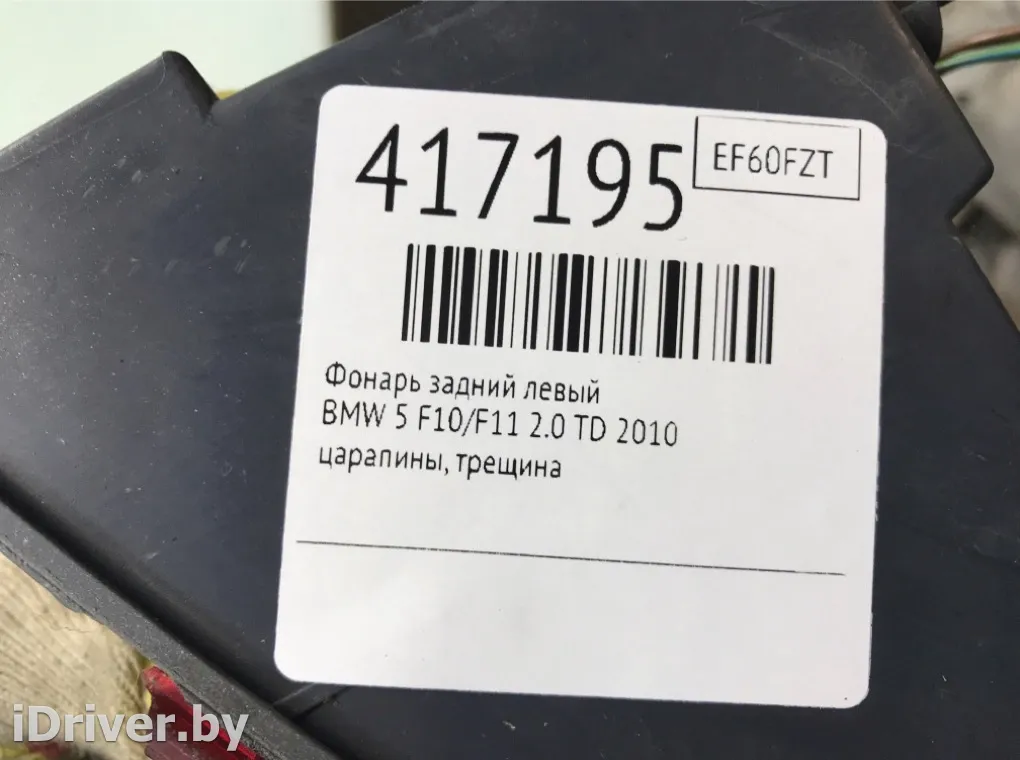 417195
EF60FZT
Фонарь задний левый
BMW 5 F10/F11 2.0 TD 2010
царапины, трещина
iDriver.by